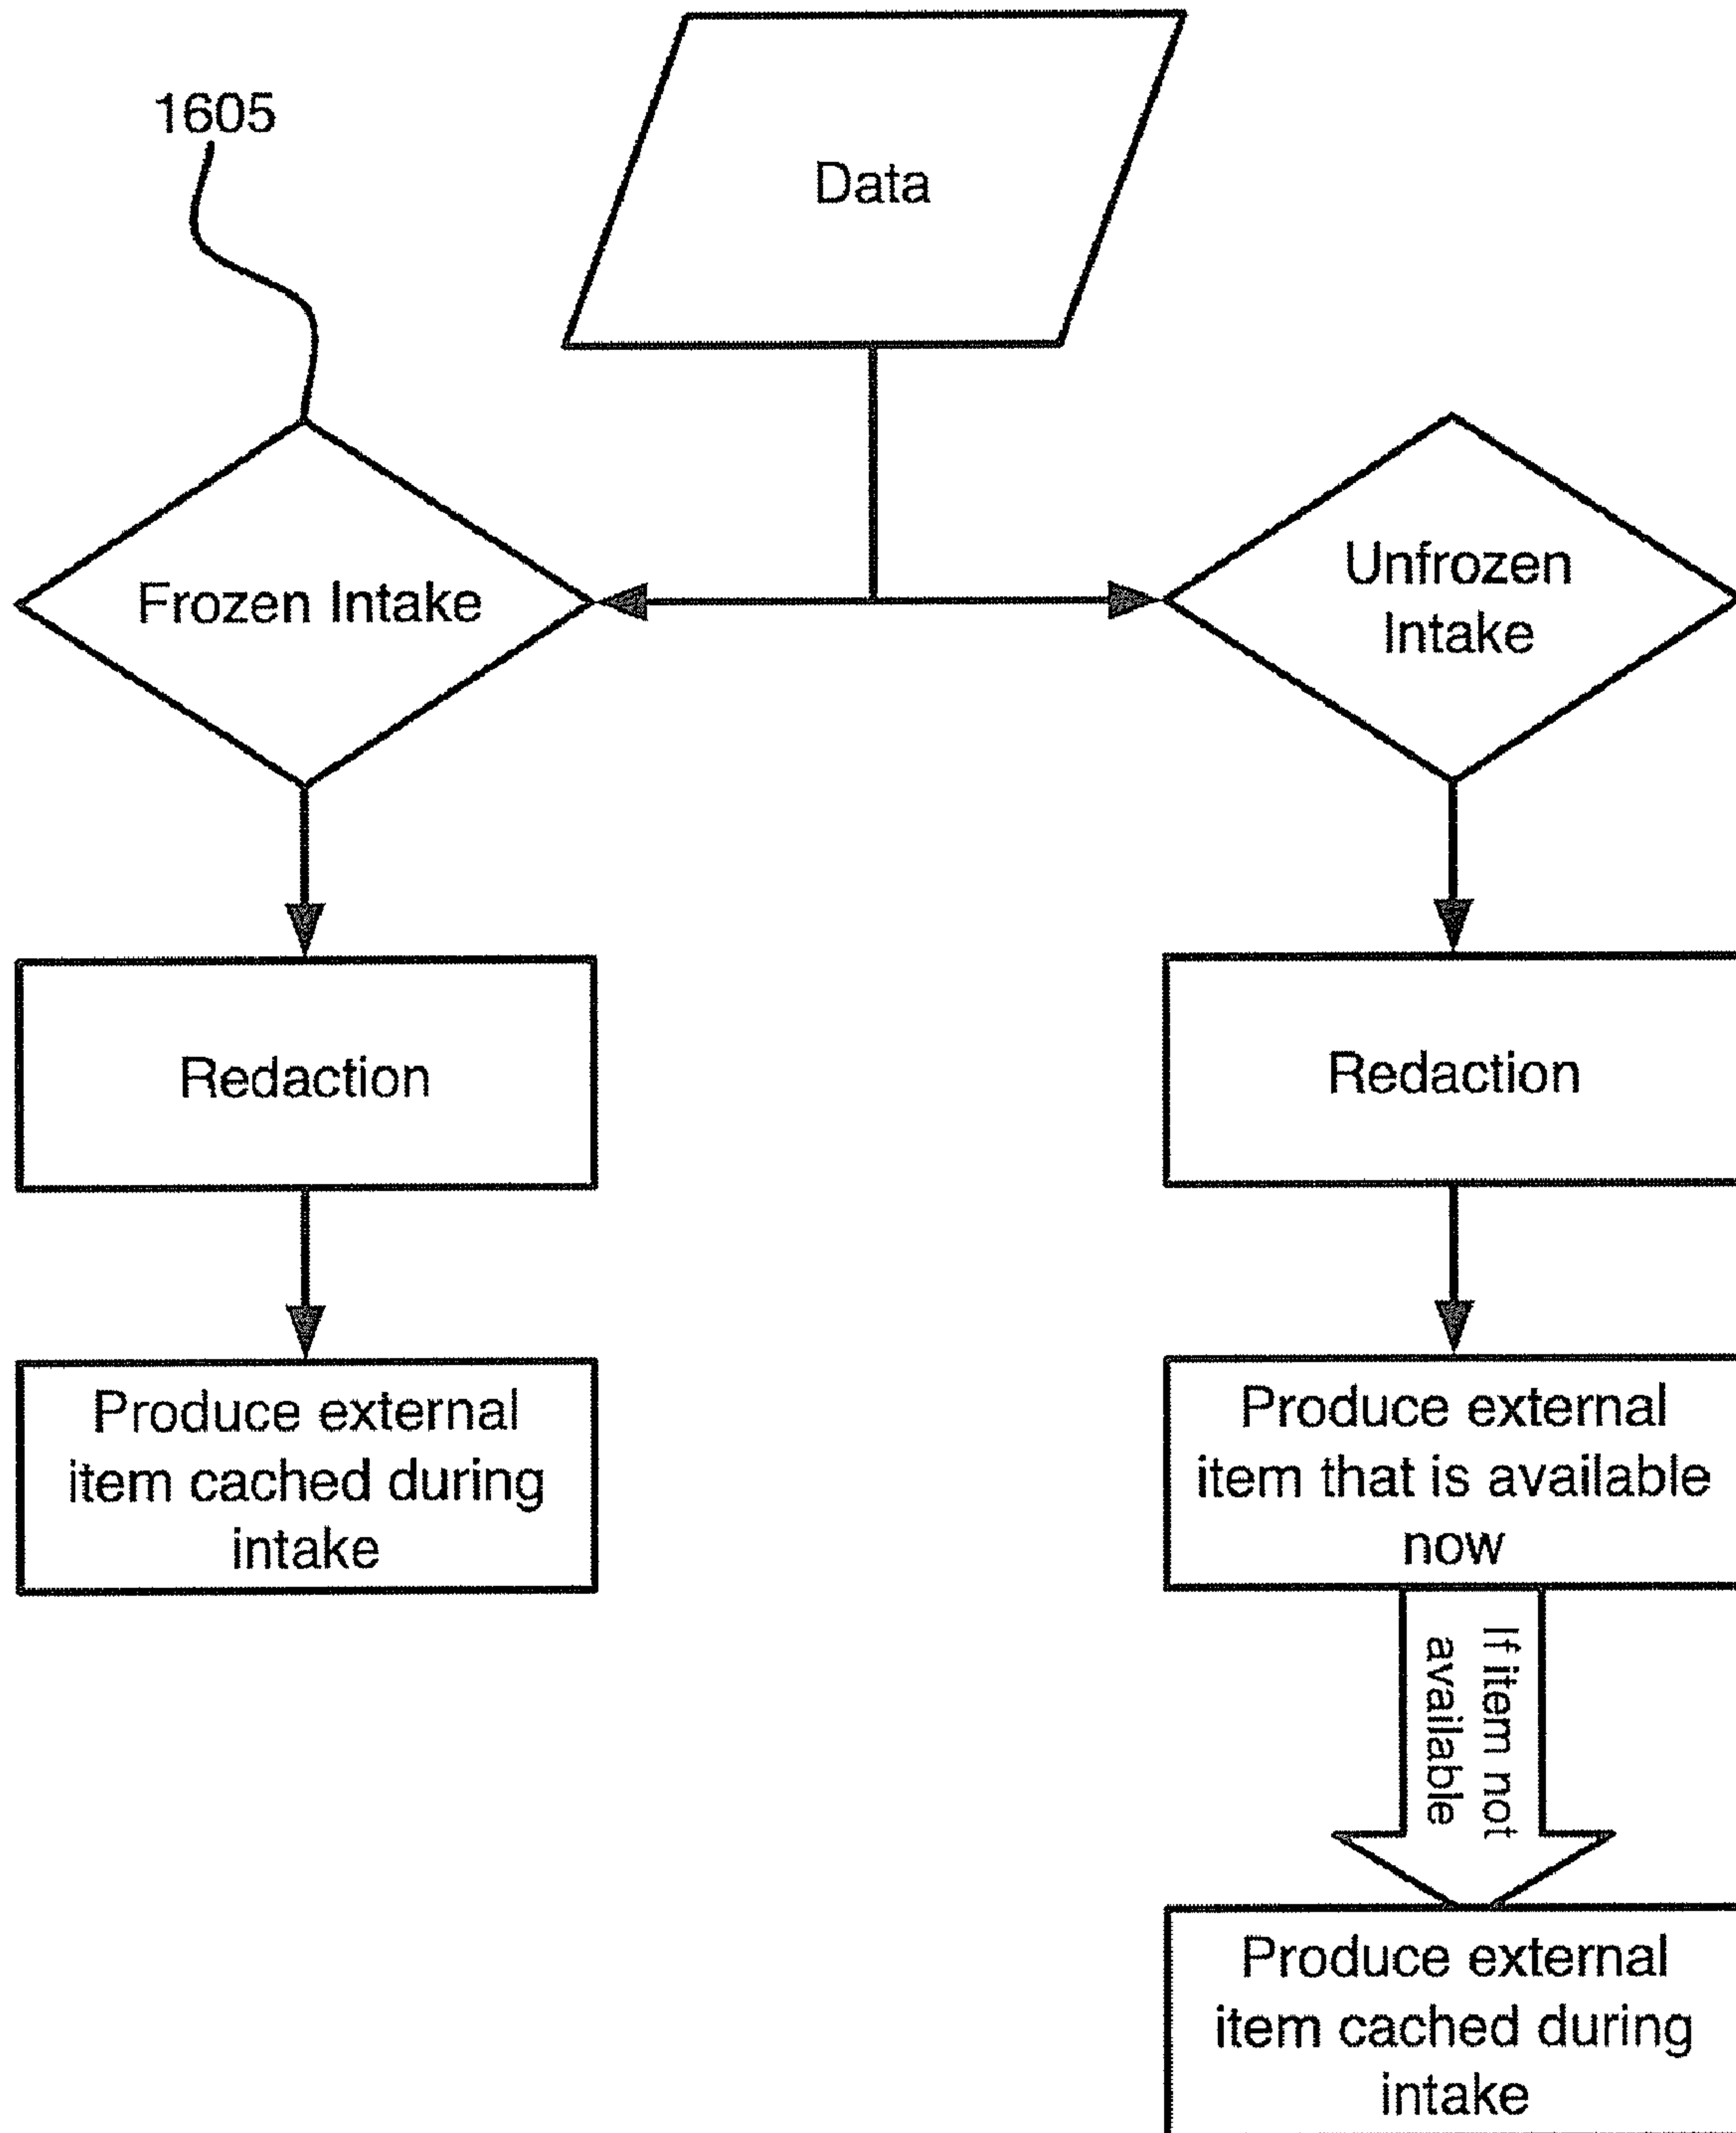 1605
Data
Frozen Intake
Unfrozen
Intake
Redaction
Redaction
Produce external
item cached during
intake
Produce external
item that is available
now
If item not
available
Produce external
item cached during
intake